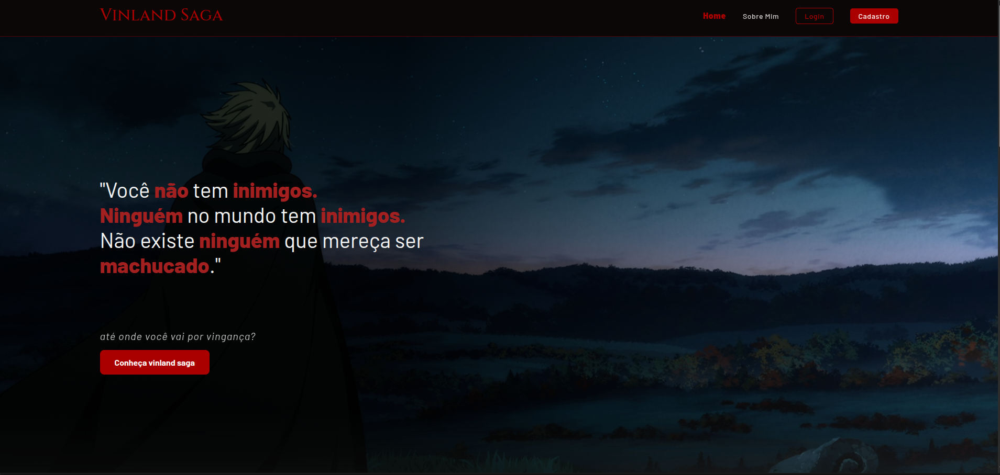 Vinland Saga
Home
Sobre Mim
Login
Cadastro
"Você não tem inimigos.
Ninguém no mundo tem inimigos.
Não existe ninguém que mereça ser
machucado."
até onde você vai por vingança?
Conheça vinland saga